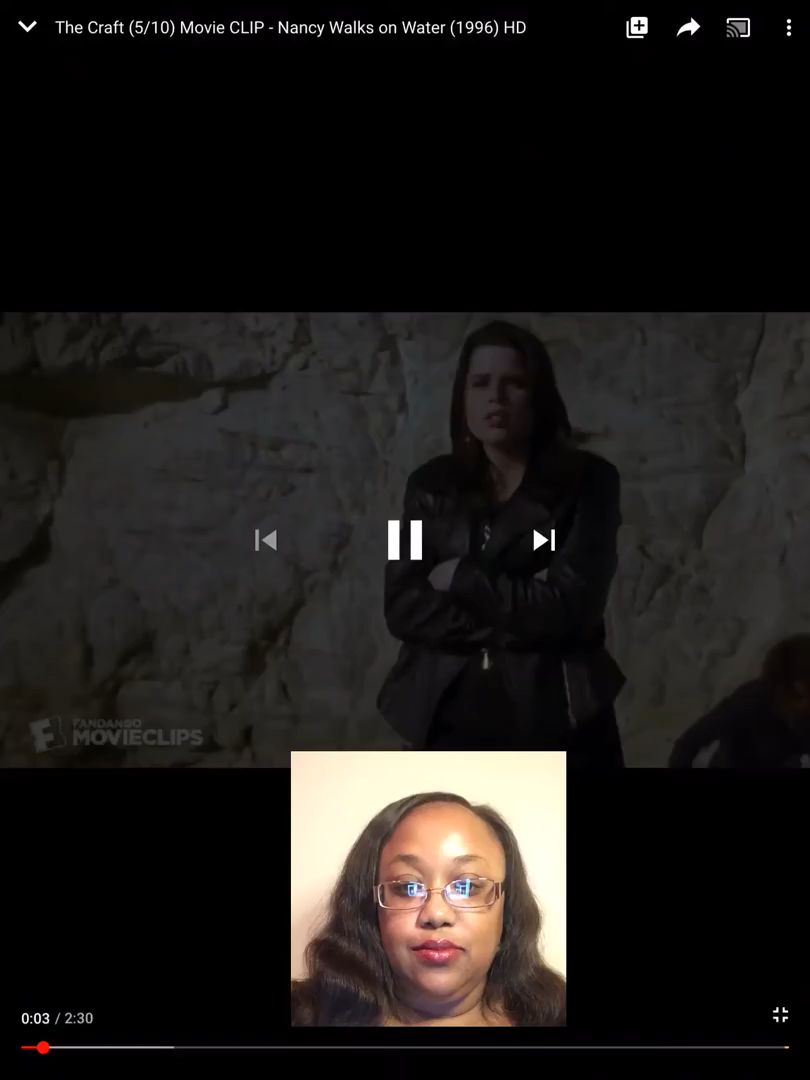 The Craft (5/10) Movie CLIP - Nancy Walks on Water (1996) HD
FANDANGO
MOVIECLIPS
0:03 / 2:30